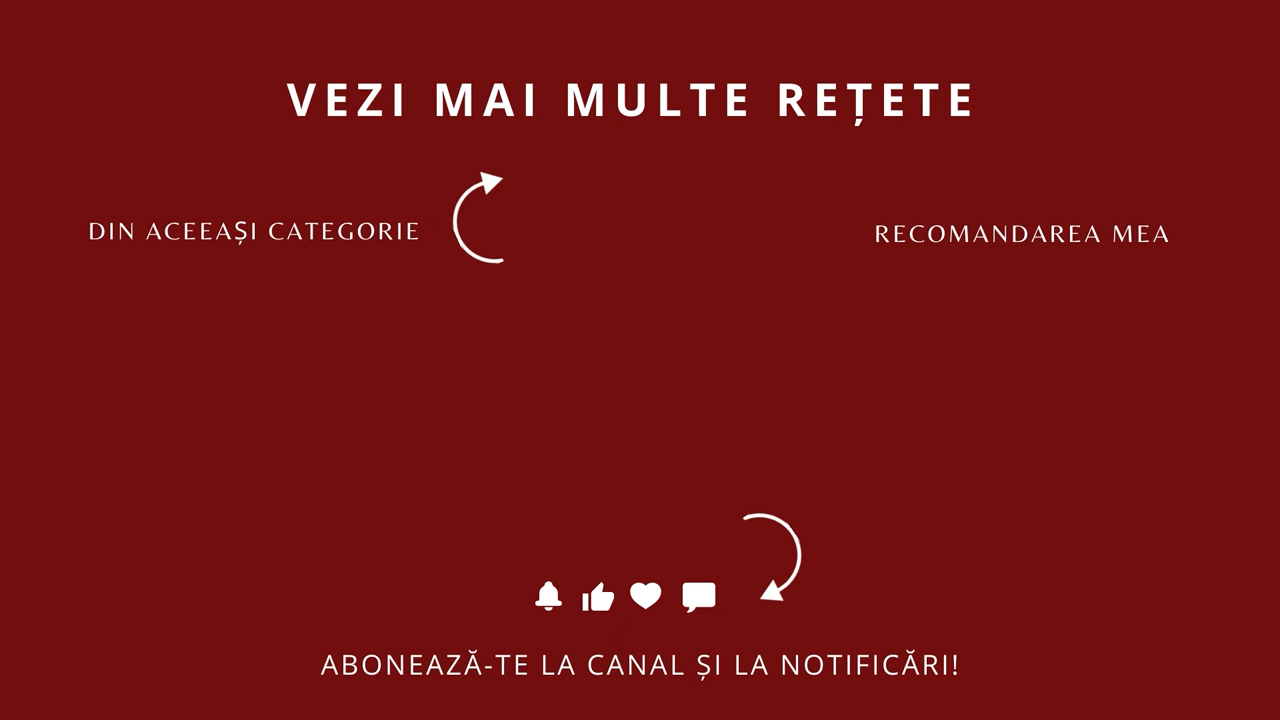 VEZI MAI MULTE REȚETE
DIN ACEEAȘI CATEGORIE
RECOMANDAREA MEA
ABONEAZĂ-TE LA CANAL ȘI LA NOTIFICĂRI!